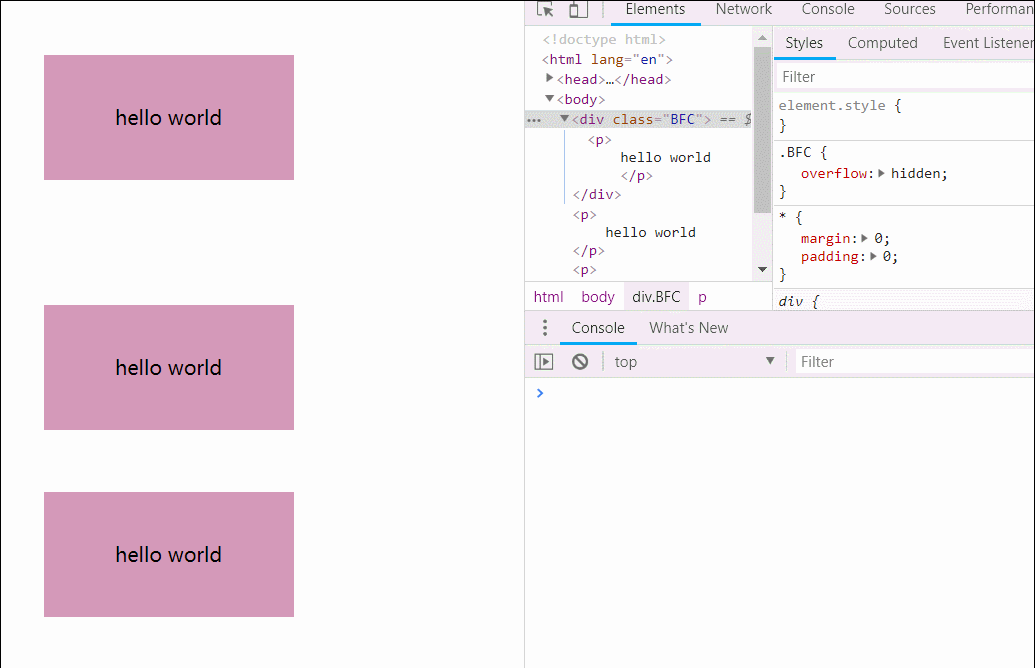 hello world
hello world
hello world
Elements Network Console Sources Performan
<!doctype html>
<html lang="en">
<head>…</head>
<body>
<div class="BFC"> == $
<p>
hello world
</p>
</div>
<p>
hello world
</p>
<p>
html body div.BFC p
Styles Computed Event Listener
Filter
element.style {
}
.BFC {
overflow: hidden;
}
* {
margin: 0;
padding: 0;
}
div {
Console What's New
top Filter